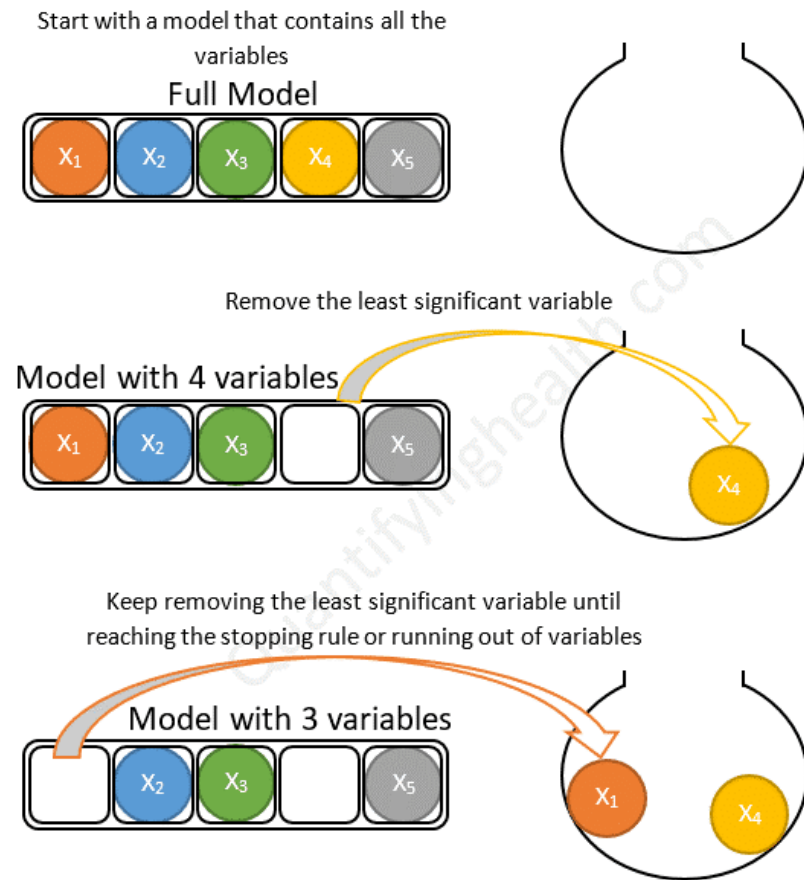 Start with a model that contains all the
variables
Full Model
X₁ X₂ X₃ X₄ X₅
Remove the least significant variable
Model with 4 variables
X₁ X₂ X₃ X₅
X₄
Keep removing the least significant variable until
reaching the stopping rule or running out of variables
Model with 3 variables
X₂ X₃ X₅
X₁ X₄
Quantifyinghealth.com